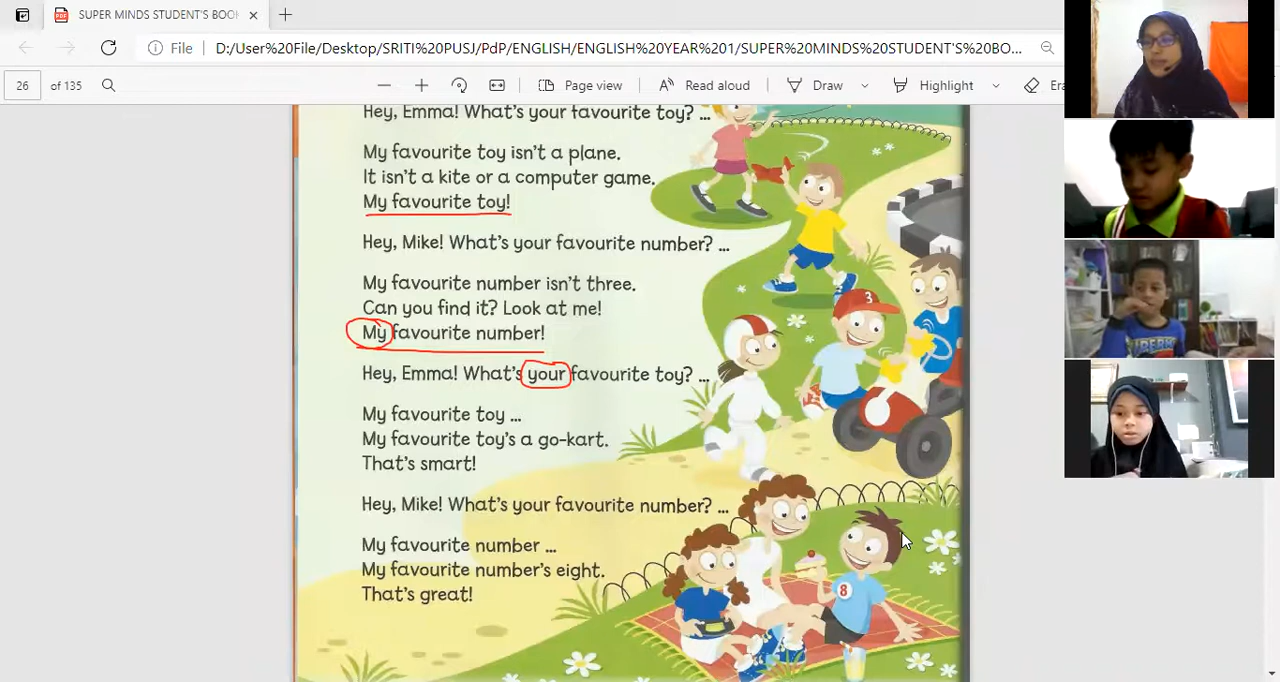 SUPER MINDS STUDENT'S BOOK
File
D:/User%20File/Desktop/SRITI%20PUSJ/PdP/ENGLISH/ENGLISH%20YEAR%201/SUPER%20MINDS%20STUDENT'S%20BO...
26 of 135
Page view
Read aloud
Draw
Highlight
Era
Hey, Emma! What's your favourite toy? ...
My favourite toy isn't a plane.
It isn't a kite or a computer game.
My favourite toy!
Hey, Mike! What's your favourite number? ...
My favourite number isn't three.
Can you find it? Look at me!
My favourite number!
Hey, Emma! What's your favourite toy? ...
My favourite toy ...
My favourite toy's a go-kart.
That's smart!
Hey, Mike! What's your favourite number? ...
My favourite number ...
My favourite number's eight.
That's great!
3
1
8